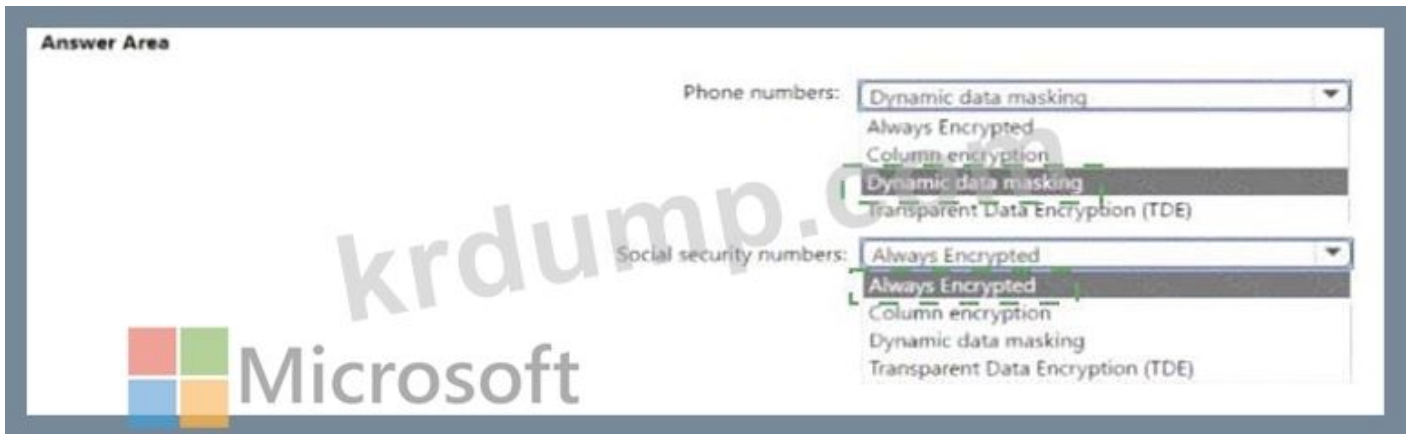 Answer Area
Phone numbers: Dynamic data masking
Always Encrypted
Column encryption
Dynamic data masking
Transparent Data Encryption (TDE)
Social security numbers: Always Encrypted
Always Encrypted
Column encryption
Dynamic data masking
Transparent Data Encryption (TDE)
krdump.com
Microsoft